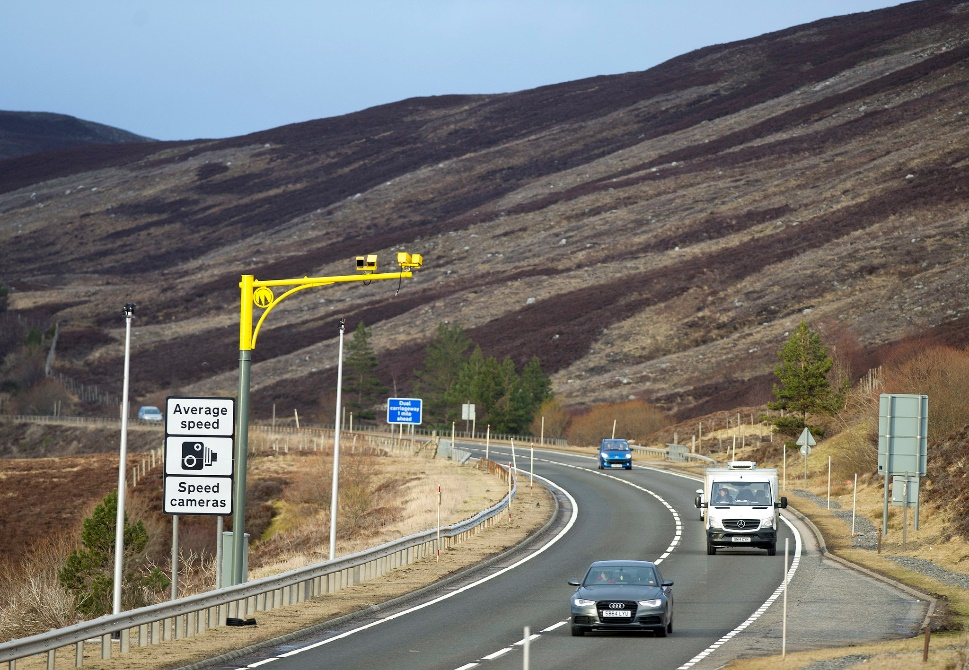 Average
speed
Speed
cameras
Dual
carriageway
1 mile
ahead